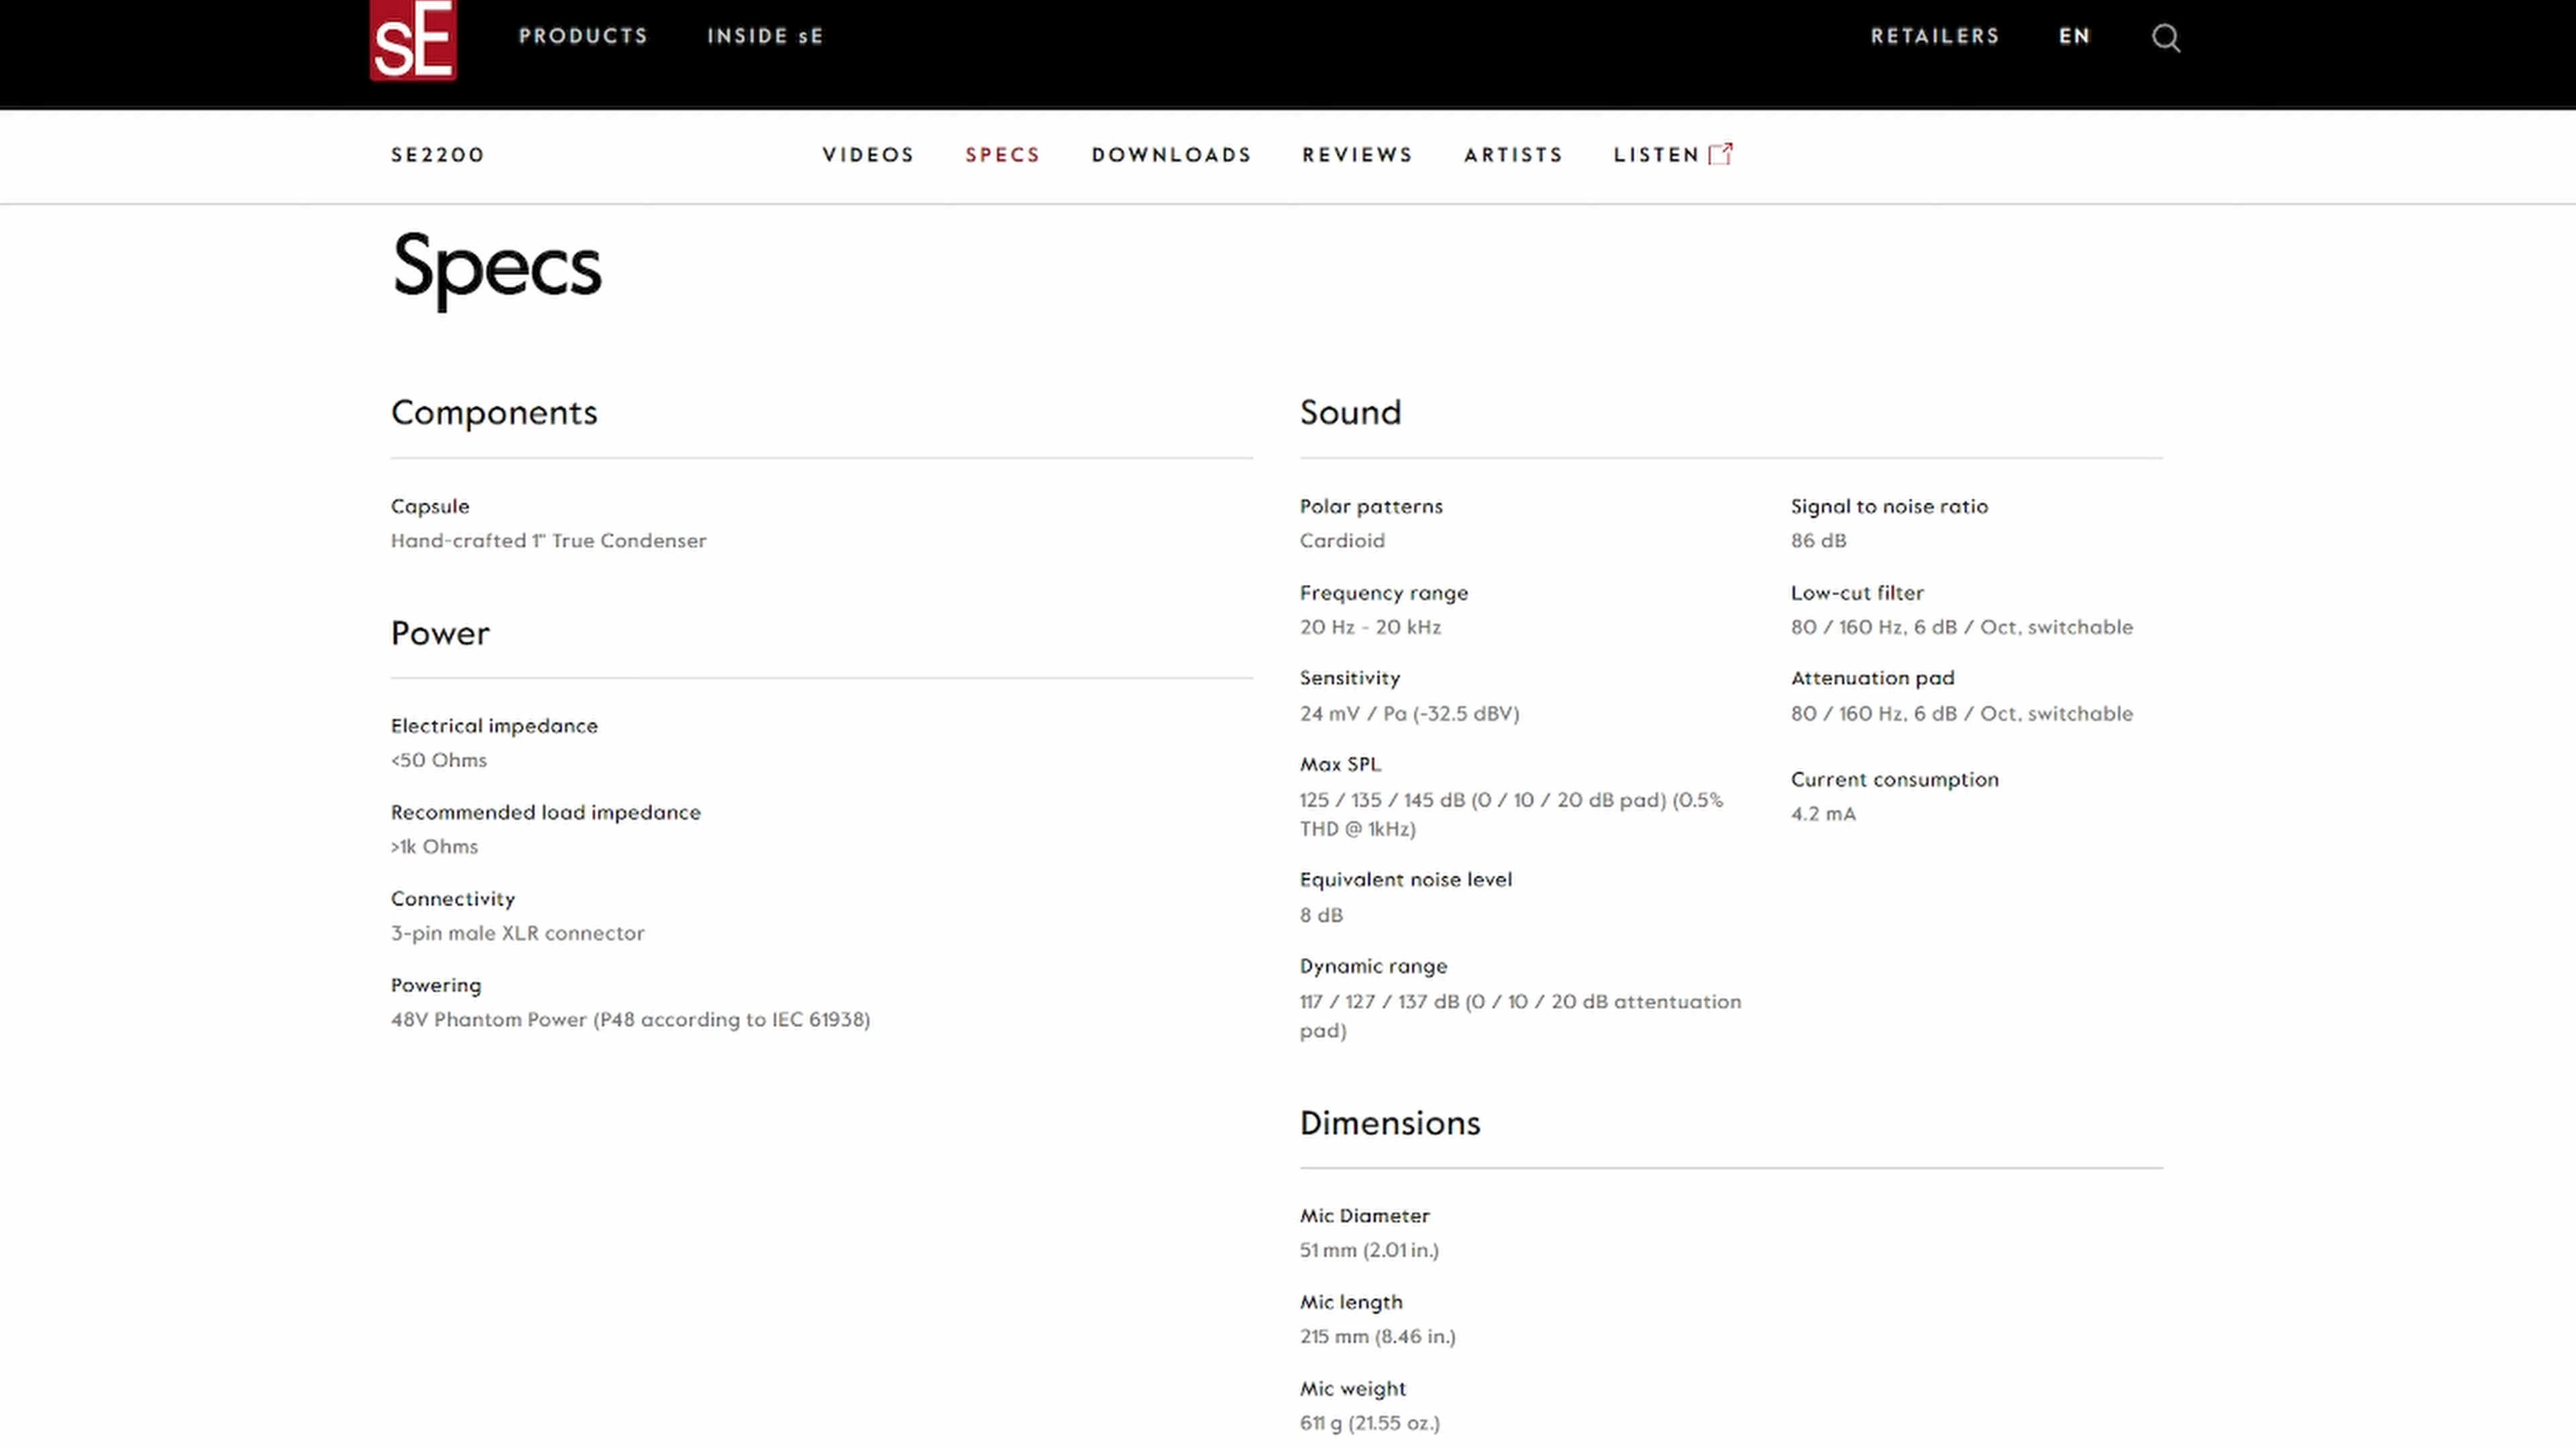 sE
PRODUCTS
INSIDE sE
RETAILERS
EN
SE2200
VIDEOS
SPECS
DOWNLOADS
REVIEWS
ARTISTS
LISTEN
Specs
Components
Capsule
Hand-crafted 1" True Condenser
Power
Electrical impedance
<50 Ohms
Recommended load impedance
>1k Ohms
Connectivity
3-pin male XLR connector
Powering
48V Phantom Power (P48 according to IEC 61938)
Sound
Polar patterns
Cardioid
Frequency range
20 Hz - 20 kHz
Sensitivity
24 mV / Pa (-32.5 dBV)
Max SPL
125 / 135 / 145 dB (0 / 10 / 20 dB pad) (0.5%
THD @ 1kHz)
Equivalent noise level
8 dB
Dynamic range
117 / 127 / 137 dB (0 / 10 / 20 dB attentuation
pad)
Signal to noise ratio
86 dB
Low-cut filter
80 / 160 Hz, 6 dB / Oct, switchable
Attenuation pad
80 / 160 Hz, 6 dB / Oct, switchable
Current consumption
4.2 mA
Dimensions
Mic Diameter
51 mm (2.01 in.)
Mic length
215 mm (8.46 in.)
Mic weight
611 g (21.55 oz.)